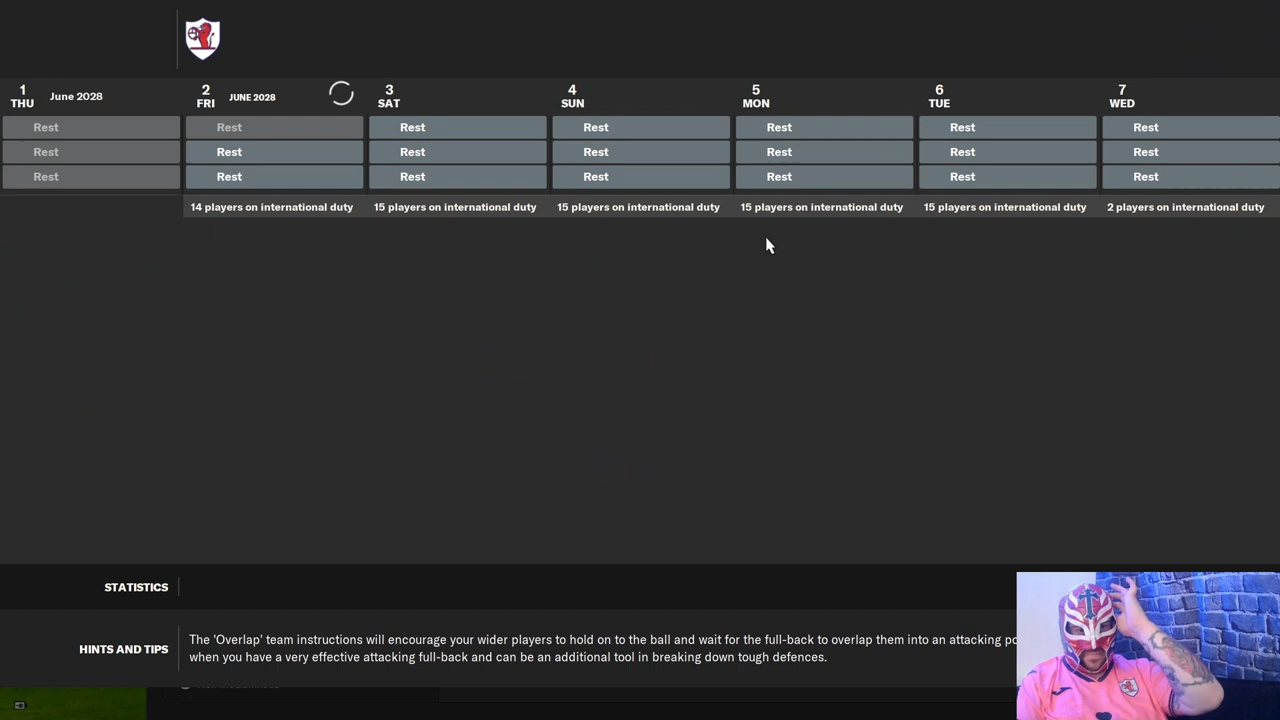 1 THU June 2028
2 FRI JUNE 2028
3 SAT
4 SUN
5 MON
6 TUE
7 WED
Rest Rest Rest Rest Rest Rest Rest
Rest Rest Rest Rest Rest Rest Rest
Rest Rest Rest Rest Rest Rest Rest
14 players on international duty
15 players on international duty
15 players on international duty
15 players on international duty
15 players on international duty
2 players on international duty
STATISTICS
HINTS AND TIPS
The 'Overlap' team instructions will encourage your wider players to hold on to the ball and wait for the full-back to overlap them into an attacking
when you have a very effective attacking full-back and can be an additional tool in breaking down tough defences.